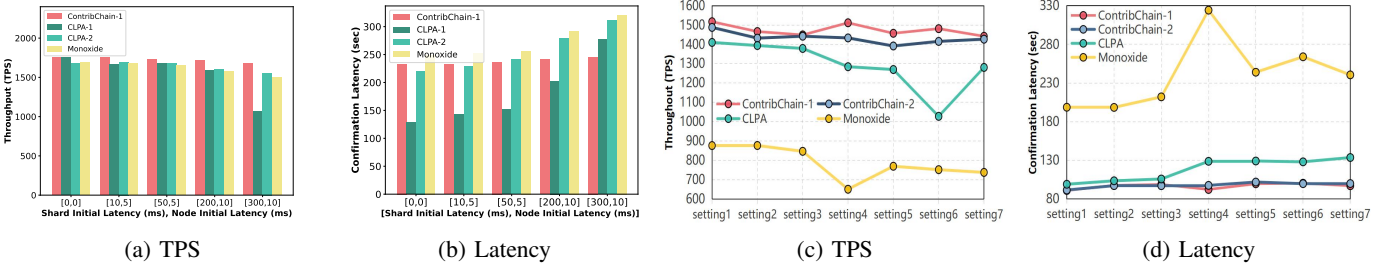 Throughput (TPS)
2000
1500
1000
500
0
ContribChain-1
CLPA-1
CLPA-2
Monoxide
[0,0] [10,5] [50,5] [200,10] [300,10]
Shard Initial Latency (ms), Node Initial Latency (ms)
(a) TPS
Confirmation Latency (sec)
300
250
200
150
100
50
0
ContribChain-1
CLPA-1
CLPA-2
Monoxide
[0,0] [10,5] [50,5] [200,10] [300,10]
[Shard Initial Latency (ms), Node Initial Latency (ms)]
(b) Latency
Throughout (TPS)
1600
1500
1400
1300
1200
1100
1000
900
800
700
600
ContribChain-1 ContribChain-2
CLPA Monoxide
setting1 setting2 setting3 setting4 setting5 setting6 setting7
(c) TPS
Confirmation Latency (sec)
330
280
230
180
130
80
ContribChain-1
ContribChain-2
CLPA
Monoxide
setting1 setting2 setting3 setting4 setting5 setting6 setting7
(d) Latency